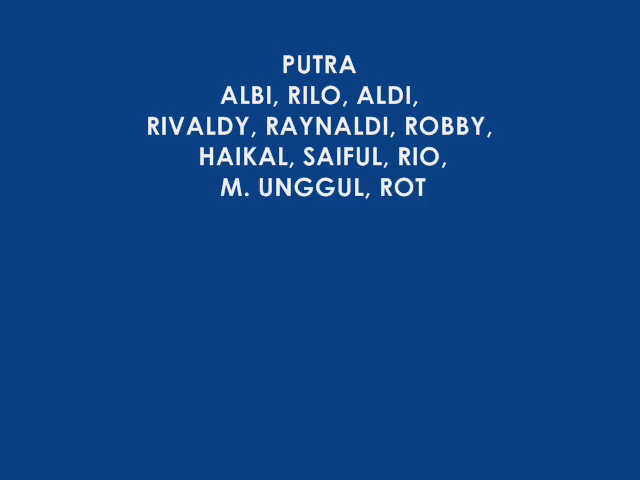 PUTRA
ALBI, RILO, ALDI,
RIVALDY, RAYNALDI, ROBBY,
HAIKAL, SAIFUL, RIO,
M. UNGGUL, ROT